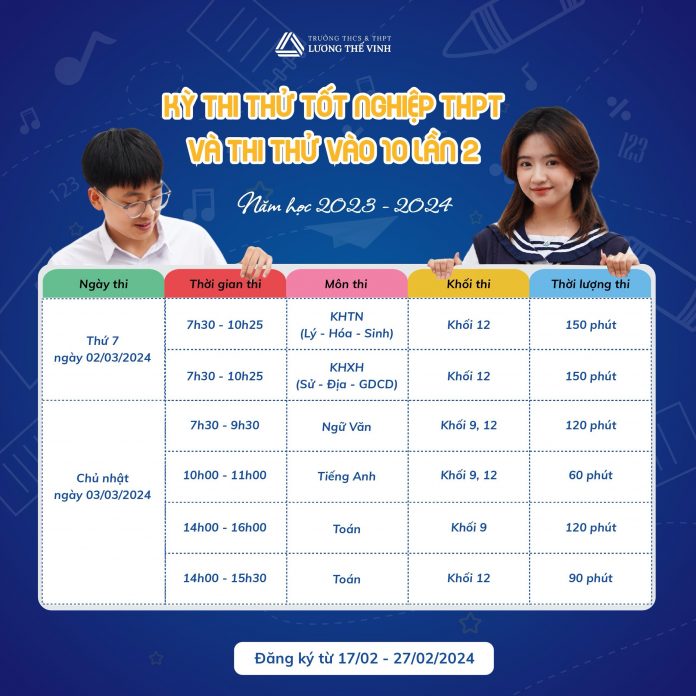 TRƯỜNG THCS & THPT
LƯƠNG THẾ VINH
KỲ THI THỬ TỐT NGHIỆP THPT
VÀ THI THỬ VÀO 10 LẦN 2
Năm học 2023 - 2024
Ngày thi Thời gian thi Môn thi Khối thi Thời lượng thi
Thứ 7
ngày 02/03/2024
7h30 - 10h25 KHTN
(Lý - Hóa - Sinh) Khối 12 150 phút
7h30 - 10h25 KHXH
(Sử - Địa - GDCD) Khối 12 150 phút
Chủ nhật
ngày 03/03/2024
7h30 - 9h30 Ngữ Văn Khối 9, 12 120 phút
10h00 - 11h00 Tiếng Anh Khối 9, 12 60 phút
14h00 - 16h00 Toán Khối 9 120 phút
14h00 - 15h30 Toán Khối 12 90 phút
Đăng ký từ 17/02 - 27/02/2024
123
123